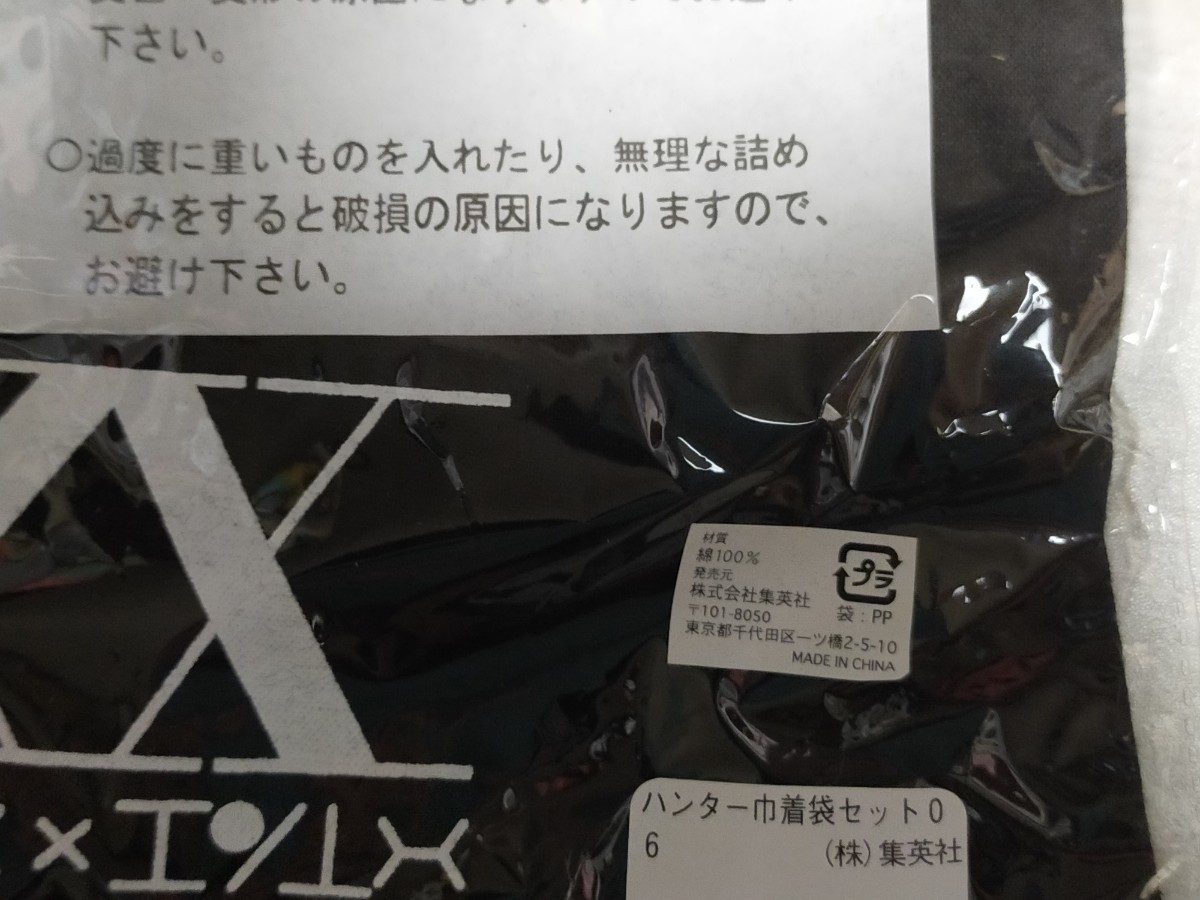 下さい。
○過度に重いものを入れたり、無理な詰め
込みをすると破損の原因になりますので、
お避け下さい。
材質
綿100%
発売元
株式会社集英社
〒101-8050
東京都千代田区一ツ橋2-5-10
MADE IN CHINA
プラ
袋:PP
ハンター巾着袋セット0
6
(株)集英社